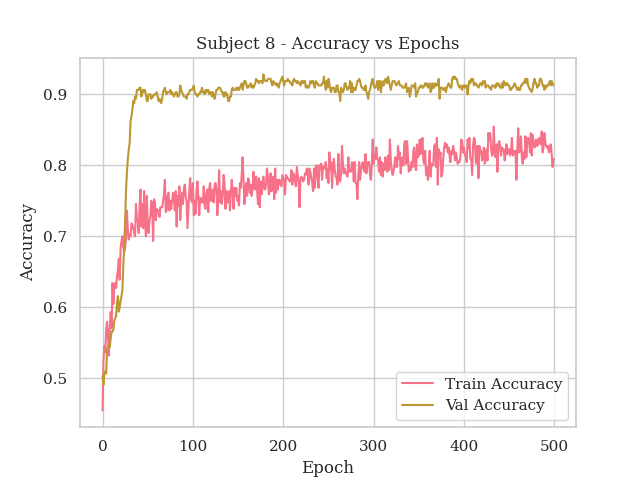 Subject 8 - Accuracy vs Epochs
Accuracy
0.9
0.8
0.7
0.6
0.5
Train Accuracy
Val Accuracy
0 100 200 300 400 500
Epoch